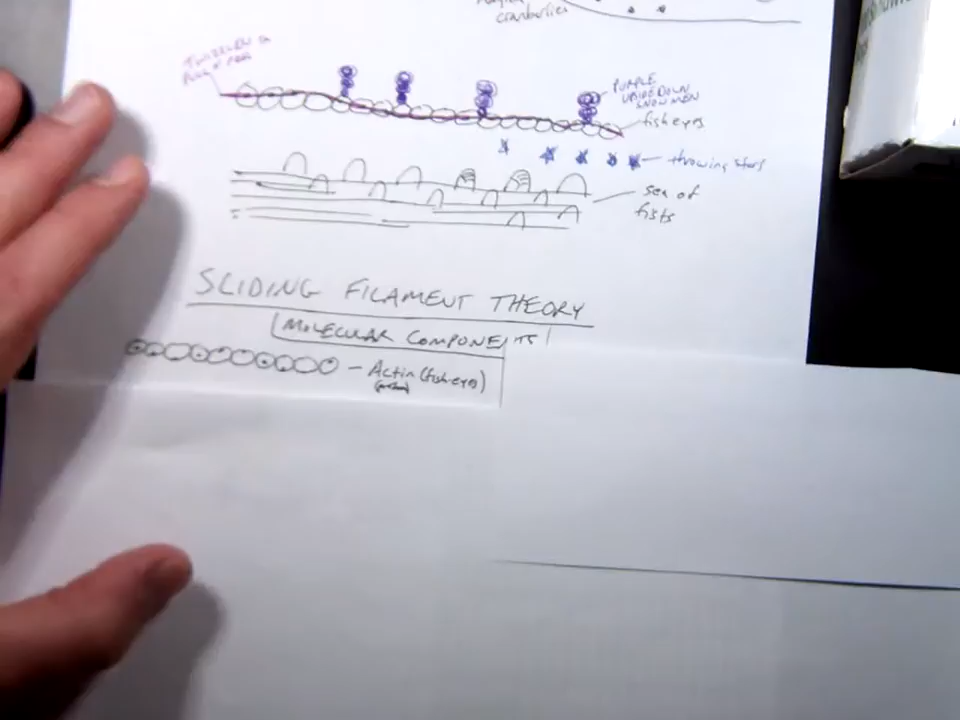 cranberries
PURPLE
UPSIDE DOWN
SNOWMEN
fish eyes
throwing stars
sea of
fists
SLIDING FILAMENT THEORY
MOLECULAR COMPONENTS
- Actin (fish eyes)